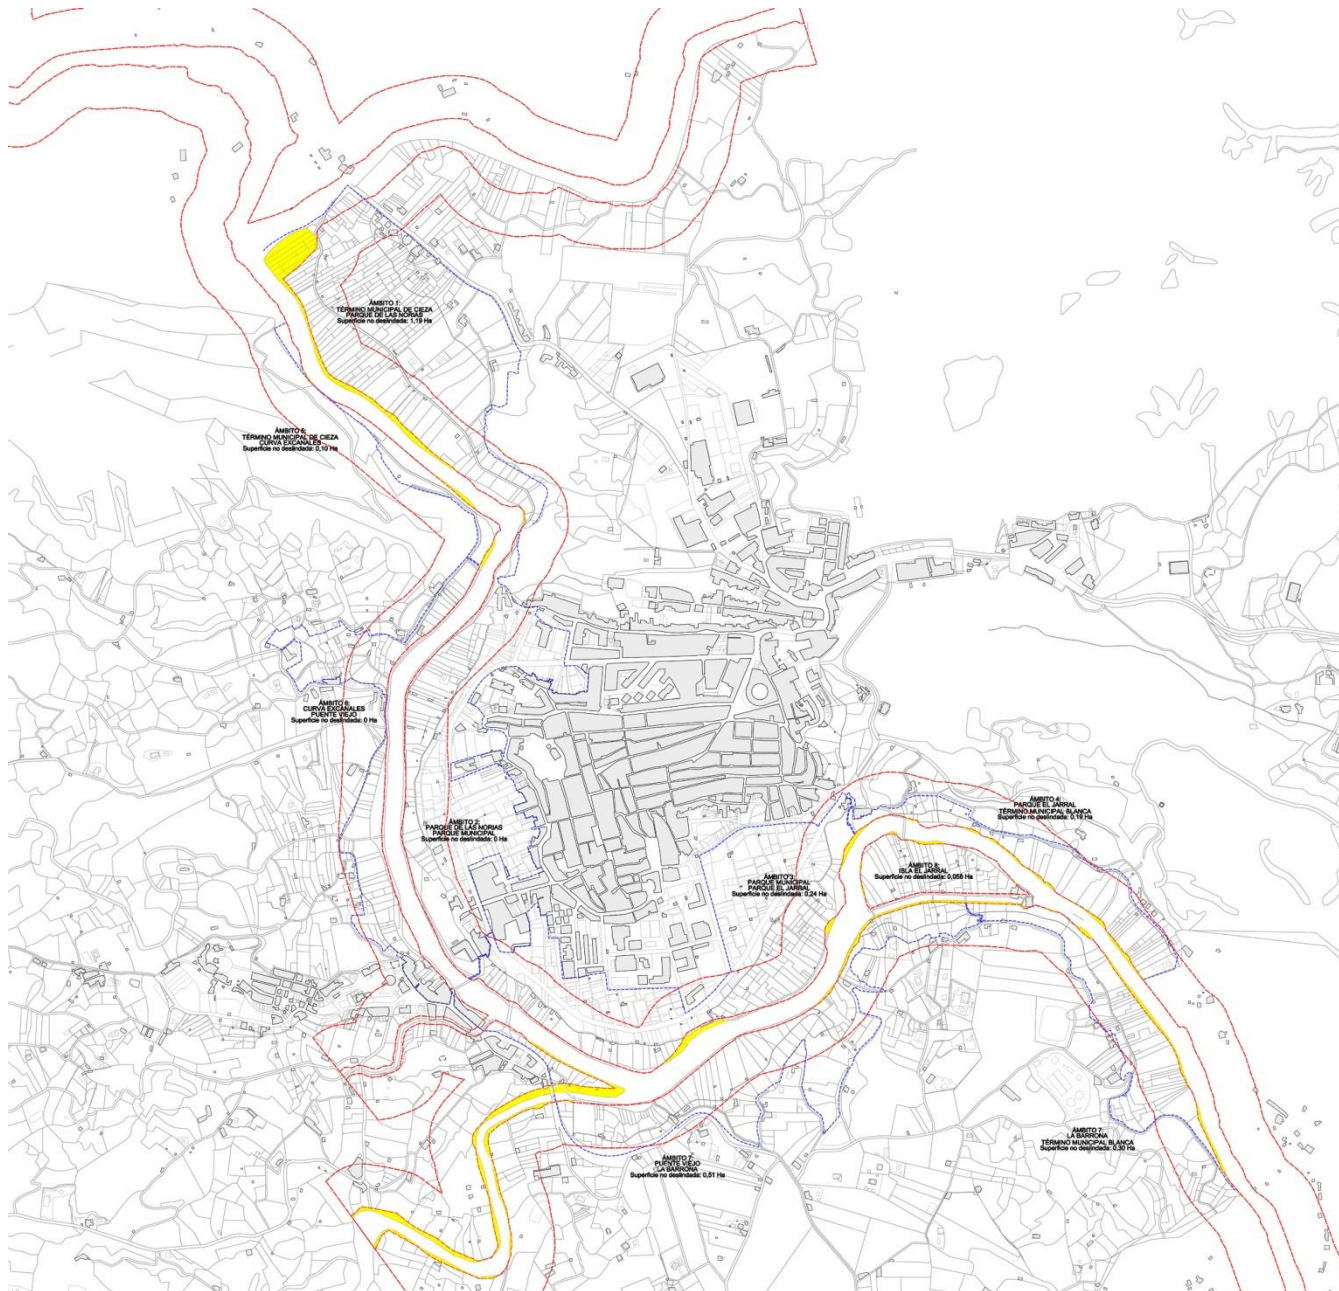 ÁMBITO 1:
TÉRMINO MUNICIPAL DE CIEZA
PARQUE DE LAS NORIAS
Superficie no deslindada: 1,19 Ha
ÁMBITO 5:
TÉRMINO MUNICIPAL DE CIEZA
CURVA EXCANALES
Superficie no deslindada: 0,10 Ha
ÁMBITO 6:
CURVA EXCANALES
PUENTE VIEJO
Superficie no deslindada: 0 Ha
ÁMBITO 2:
PARQUE DE LAS NORIAS
PARQUE MUNICIPAL
Superficie no deslindada: 0 Ha
ÁMBITO 4:
PARQUE EL JARRAL
TÉRMINO MUNICIPAL BLANCA
Superficie no deslindada: 0,19 Ha
ÁMBITO 3:
PARQUE MUNICIPAL
PARQUE EL JARRAL
Superficie no deslindada: 0,24 Ha
ÁMBITO 8:
ISLA EL JARRAL
Superficie no deslindada: 0,058 Ha
ÁMBITO 7:
PUENTE VIEJO
LA BARRONA
Superficie no deslindada: 0,51 Ha
ÁMBITO 7:
LA BARRONA
TÉRMINO MUNICIPAL BLANCA
Superficie no deslindada: 0,30 Ha